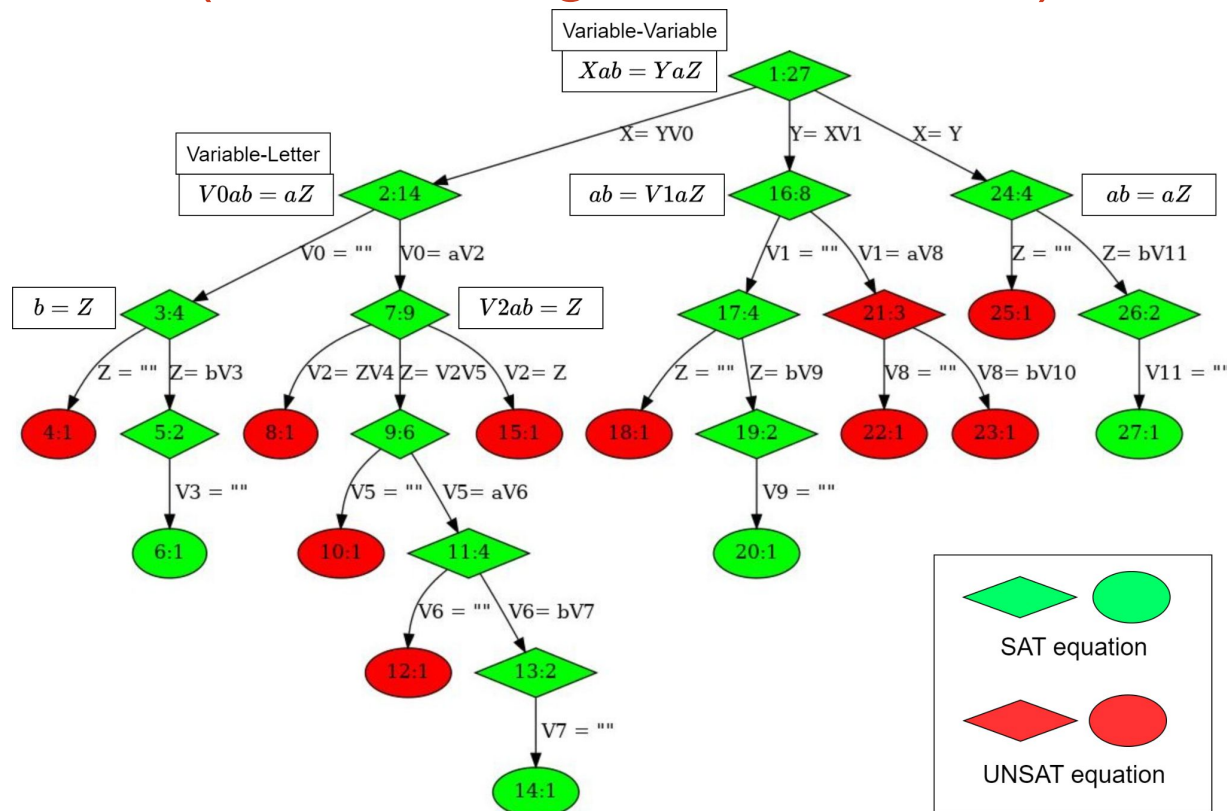 Variable-Variable
Xab = YaZ
1:27
X= YV0
Y= XV1
X= Y
Variable-Letter
V0ab = aZ
2:14
ab = V1aZ
16:8
24:4
ab = aZ
V0 = ""
V0= aV2
V1 = ""
V1= aV8
Z = ""
Z= bV11
b = Z
3:4
7:9
V2ab = Z
17:4
21:3
25:1
26:2
Z = ""
Z= bV3
V2= ZV4
Z= V2V5
V2= Z
Z = ""
Z= bV9
V8 = ""
V8= bV10
V11 = ""
4:1
5:2
8:1
9:6
15:1
18:1
19:2
22:1
23:1
27:1
V3 = ""
V5 = ""
V5= aV6
V9 = ""
6:1
10:1
11:4
20:1
V6 = ""
V6= bV7
SAT equation
12:1
13:2
V7 = ""
UNSAT equation
14:1